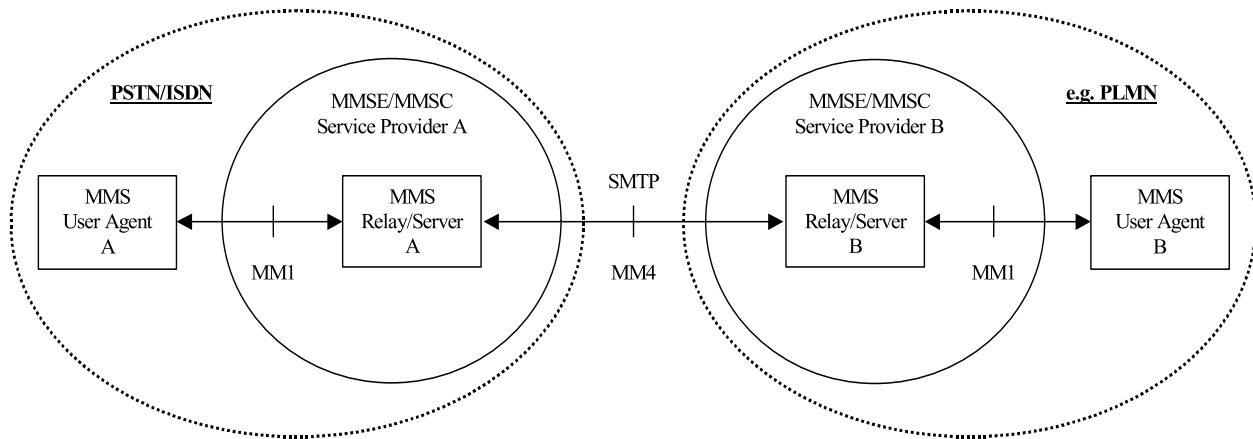 PSTN/ISDN
MMSE/MMSC
Service Provider A
MMS
User Agent
A
MM1
MMS
Relay/Server
A
SMTP
MM4
MMSE/MMSC
Service Provider B
e.g. PLMN
MMS
Relay/Server
B
MM1
MMS
User Agent
B